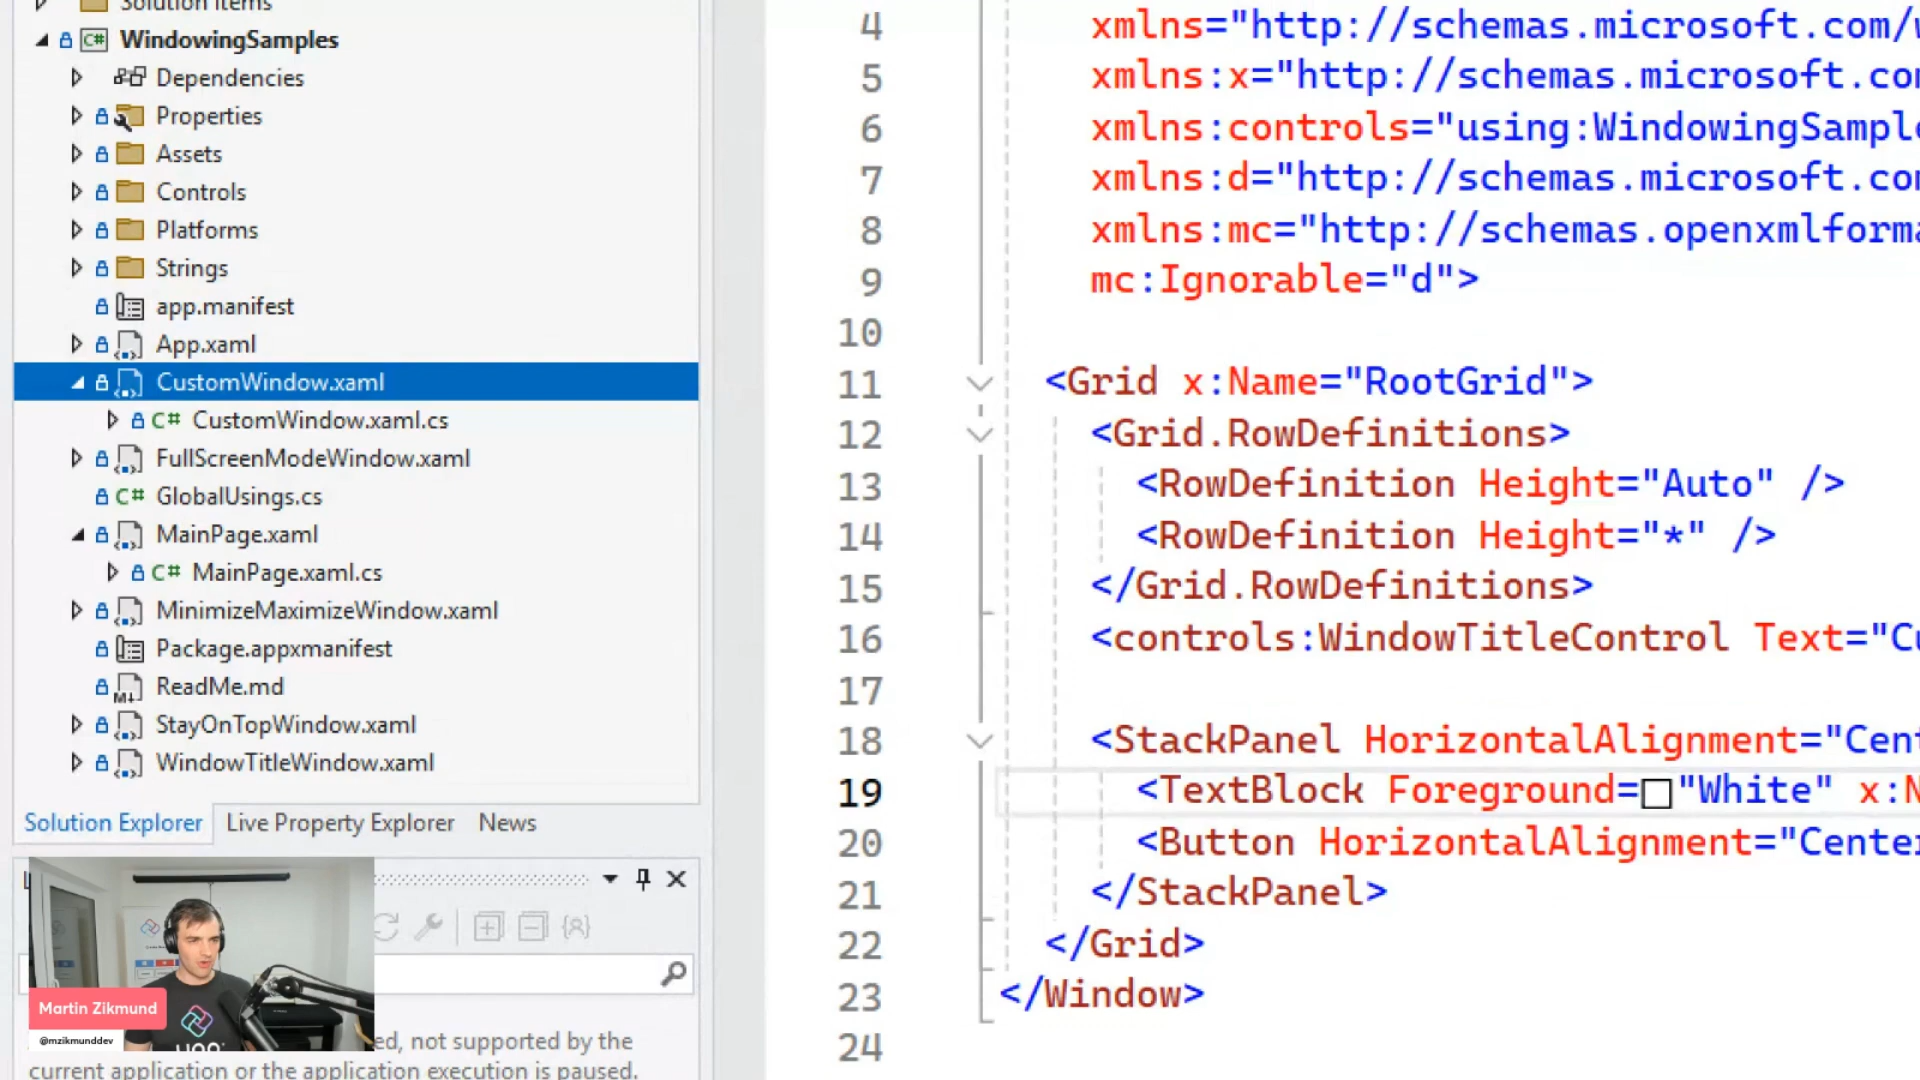 Solution Items
WindowingSamples
Dependencies
Properties
Assets
Controls
Platforms
Strings
app.manifest
App.xaml
CustomWindow.xaml
C# CustomWindow.xaml.cs
FullScreenModeWindow.xaml
C# GlobalUsings.cs
MainPage.xaml
C# MainPage.xaml.cs
MinimizeMaximizeWindow.xaml
Package.appxmanifest
ReadMe.md
StayOnTopWindow.xaml
WindowTitleWindow.xaml
Solution Explorer Live Property Explorer News
Martin Zikmund
@mzikmunddev
ed, not supported by the
current application or the application execution is paused.
4 xmlns="http://schemas.microsoft.com/
5 xmlns:x="http://schemas.microsoft.co
6 xmlns:controls="using:WindowingSampl
7 xmlns:d="http://schemas.microsoft.co
8 xmlns:mc="http://schemas.openxmlform
9 mc:Ignorable="d">
10
11 <Grid x:Name="RootGrid">
12 <Grid.RowDefinitions>
13 <RowDefinition Height="Auto" />
14 <RowDefinition Height="*" />
15 </Grid.RowDefinitions>
16 <controls:WindowTitleControl Text="Cu
17
18 <StackPanel HorizontalAlignment="Cent
19 <TextBlock Foreground="White" x:N
20 <Button HorizontalAlignment="Center
21 </StackPanel>
22 </Grid>
23 </Window>
24